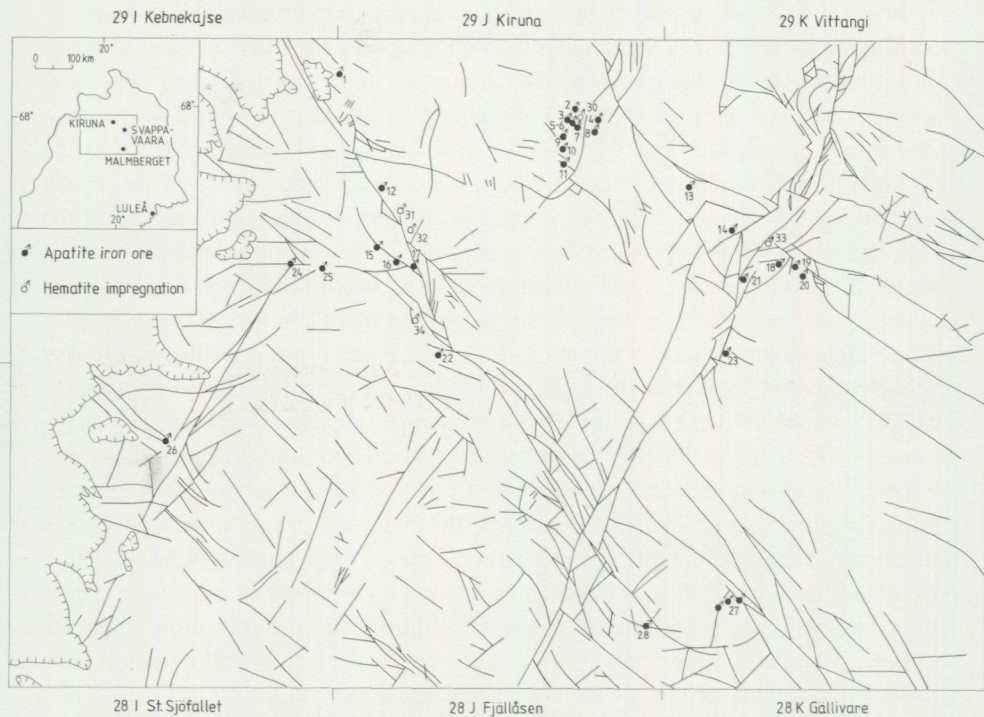 29 I Kebnekajse 29 J Kiruna 29 K Vittangi
20°
0 100 km
68° 68°
KIRUNA
SVAPPA-
VAARA
MALMBERGET
LULEÅ
20°
Apatite iron ore
Hematite impregnation
1
2 30
3 4
5-6 7 8
9
10
11
12
13
31
32
14
33
15
16 17
18 19
20
21
24 25
34
22
23
26
27
28
28 I St. Sjöfallet 28 J Fjällåsen 28 K Gällivare